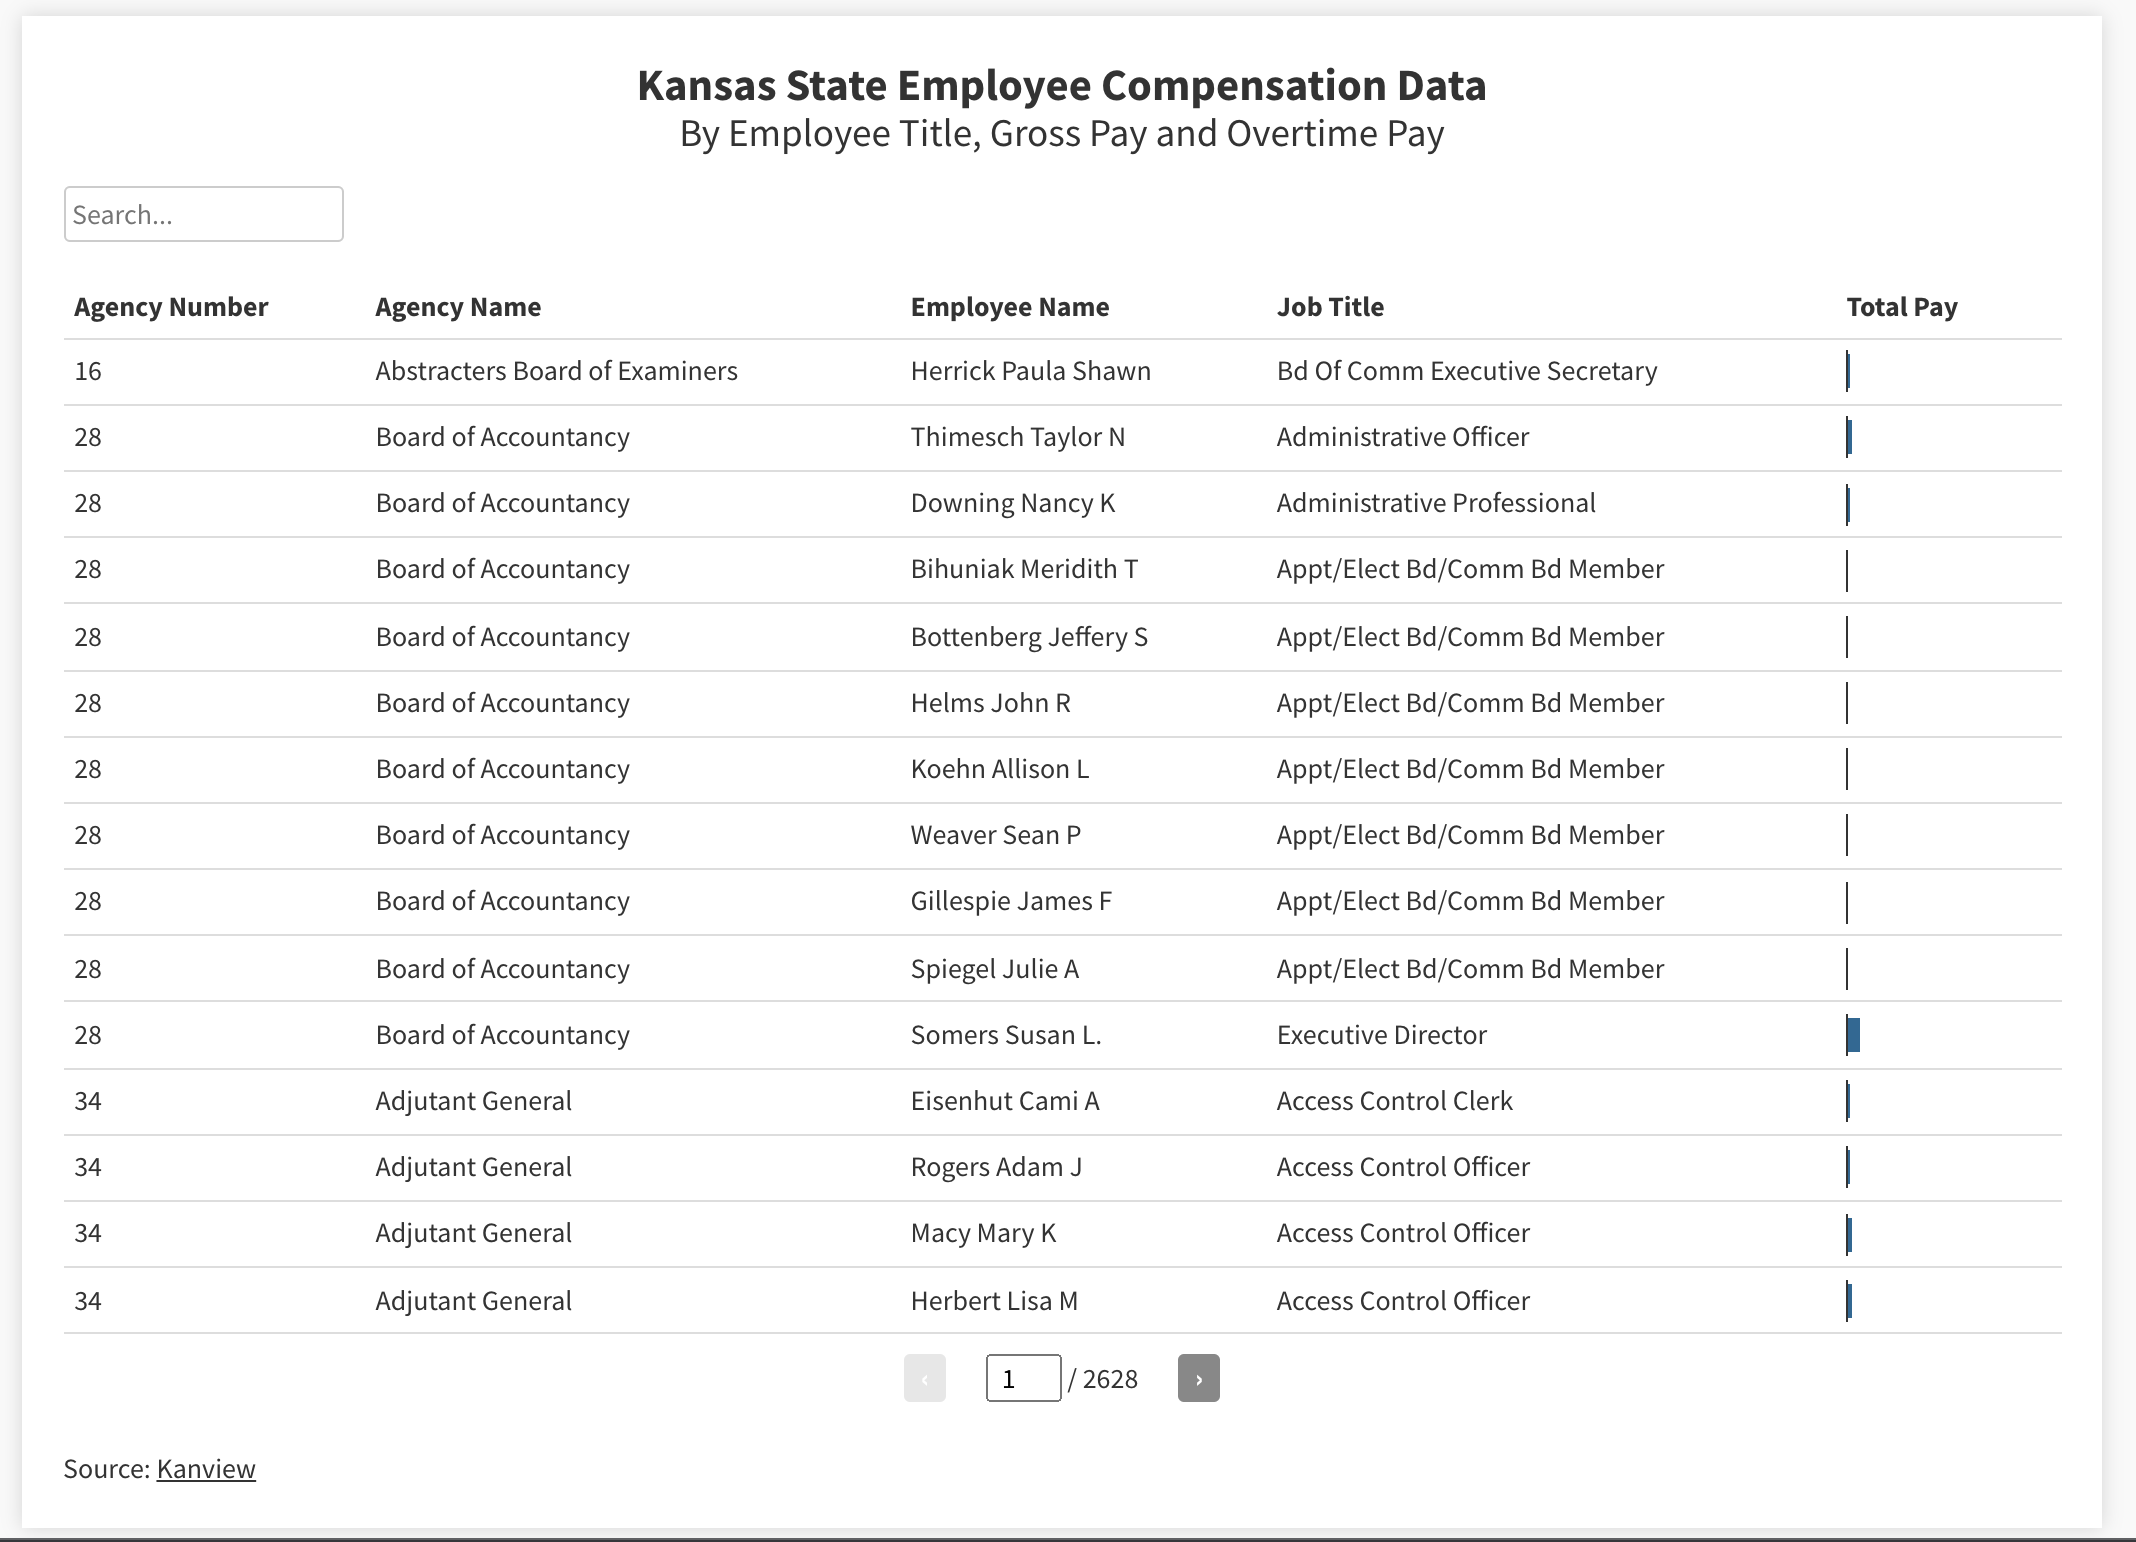 Kansas State Employee Compensation Data
By Employee Title, Gross Pay and Overtime Pay
Search...
Agency Number Agency Name Employee Name Job Title Total Pay
16 Abstracters Board of Examiners Herrick Paula Shawn Bd Of Comm Executive Secretary
28 Board of Accountancy Thimesch Taylor N Administrative Officer
28 Board of Accountancy Downing Nancy K Administrative Professional
28 Board of Accountancy Bihuniak Meridith T Appt/Elect Bd/Comm Bd Member
28 Board of Accountancy Bottenberg Jeffery S Appt/Elect Bd/Comm Bd Member
28 Board of Accountancy Helms John R Appt/Elect Bd/Comm Bd Member
28 Board of Accountancy Koehn Allison L Appt/Elect Bd/Comm Bd Member
28 Board of Accountancy Weaver Sean P Appt/Elect Bd/Comm Bd Member
28 Board of Accountancy Gillespie James F Appt/Elect Bd/Comm Bd Member
28 Board of Accountancy Spiegel Julie A Appt/Elect Bd/Comm Bd Member
28 Board of Accountancy Somers Susan L. Executive Director
34 Adjutant General Eisenhut Cami A Access Control Clerk
34 Adjutant General Rogers Adam J Access Control Officer
34 Adjutant General Macy Mary K Access Control Officer
34 Adjutant General Herbert Lisa M Access Control Officer
‹ 1 / 2628 ›
Source: Kanview